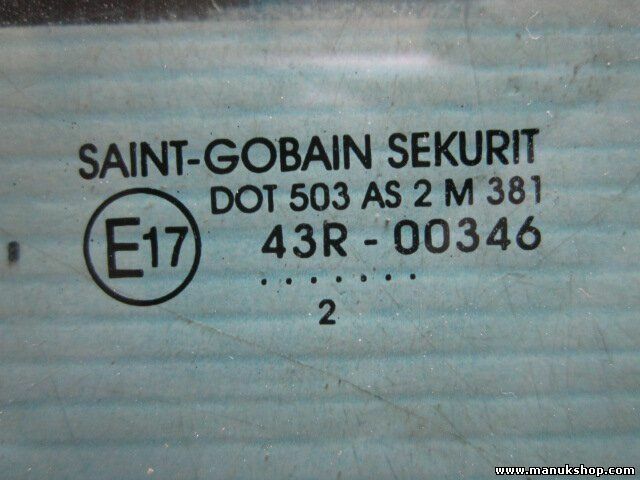 SAINT-GOBAIN SEKURIT
DOT 503 AS 2 M 381
E17 43R - 00346
.......
2
www.manukshop.com